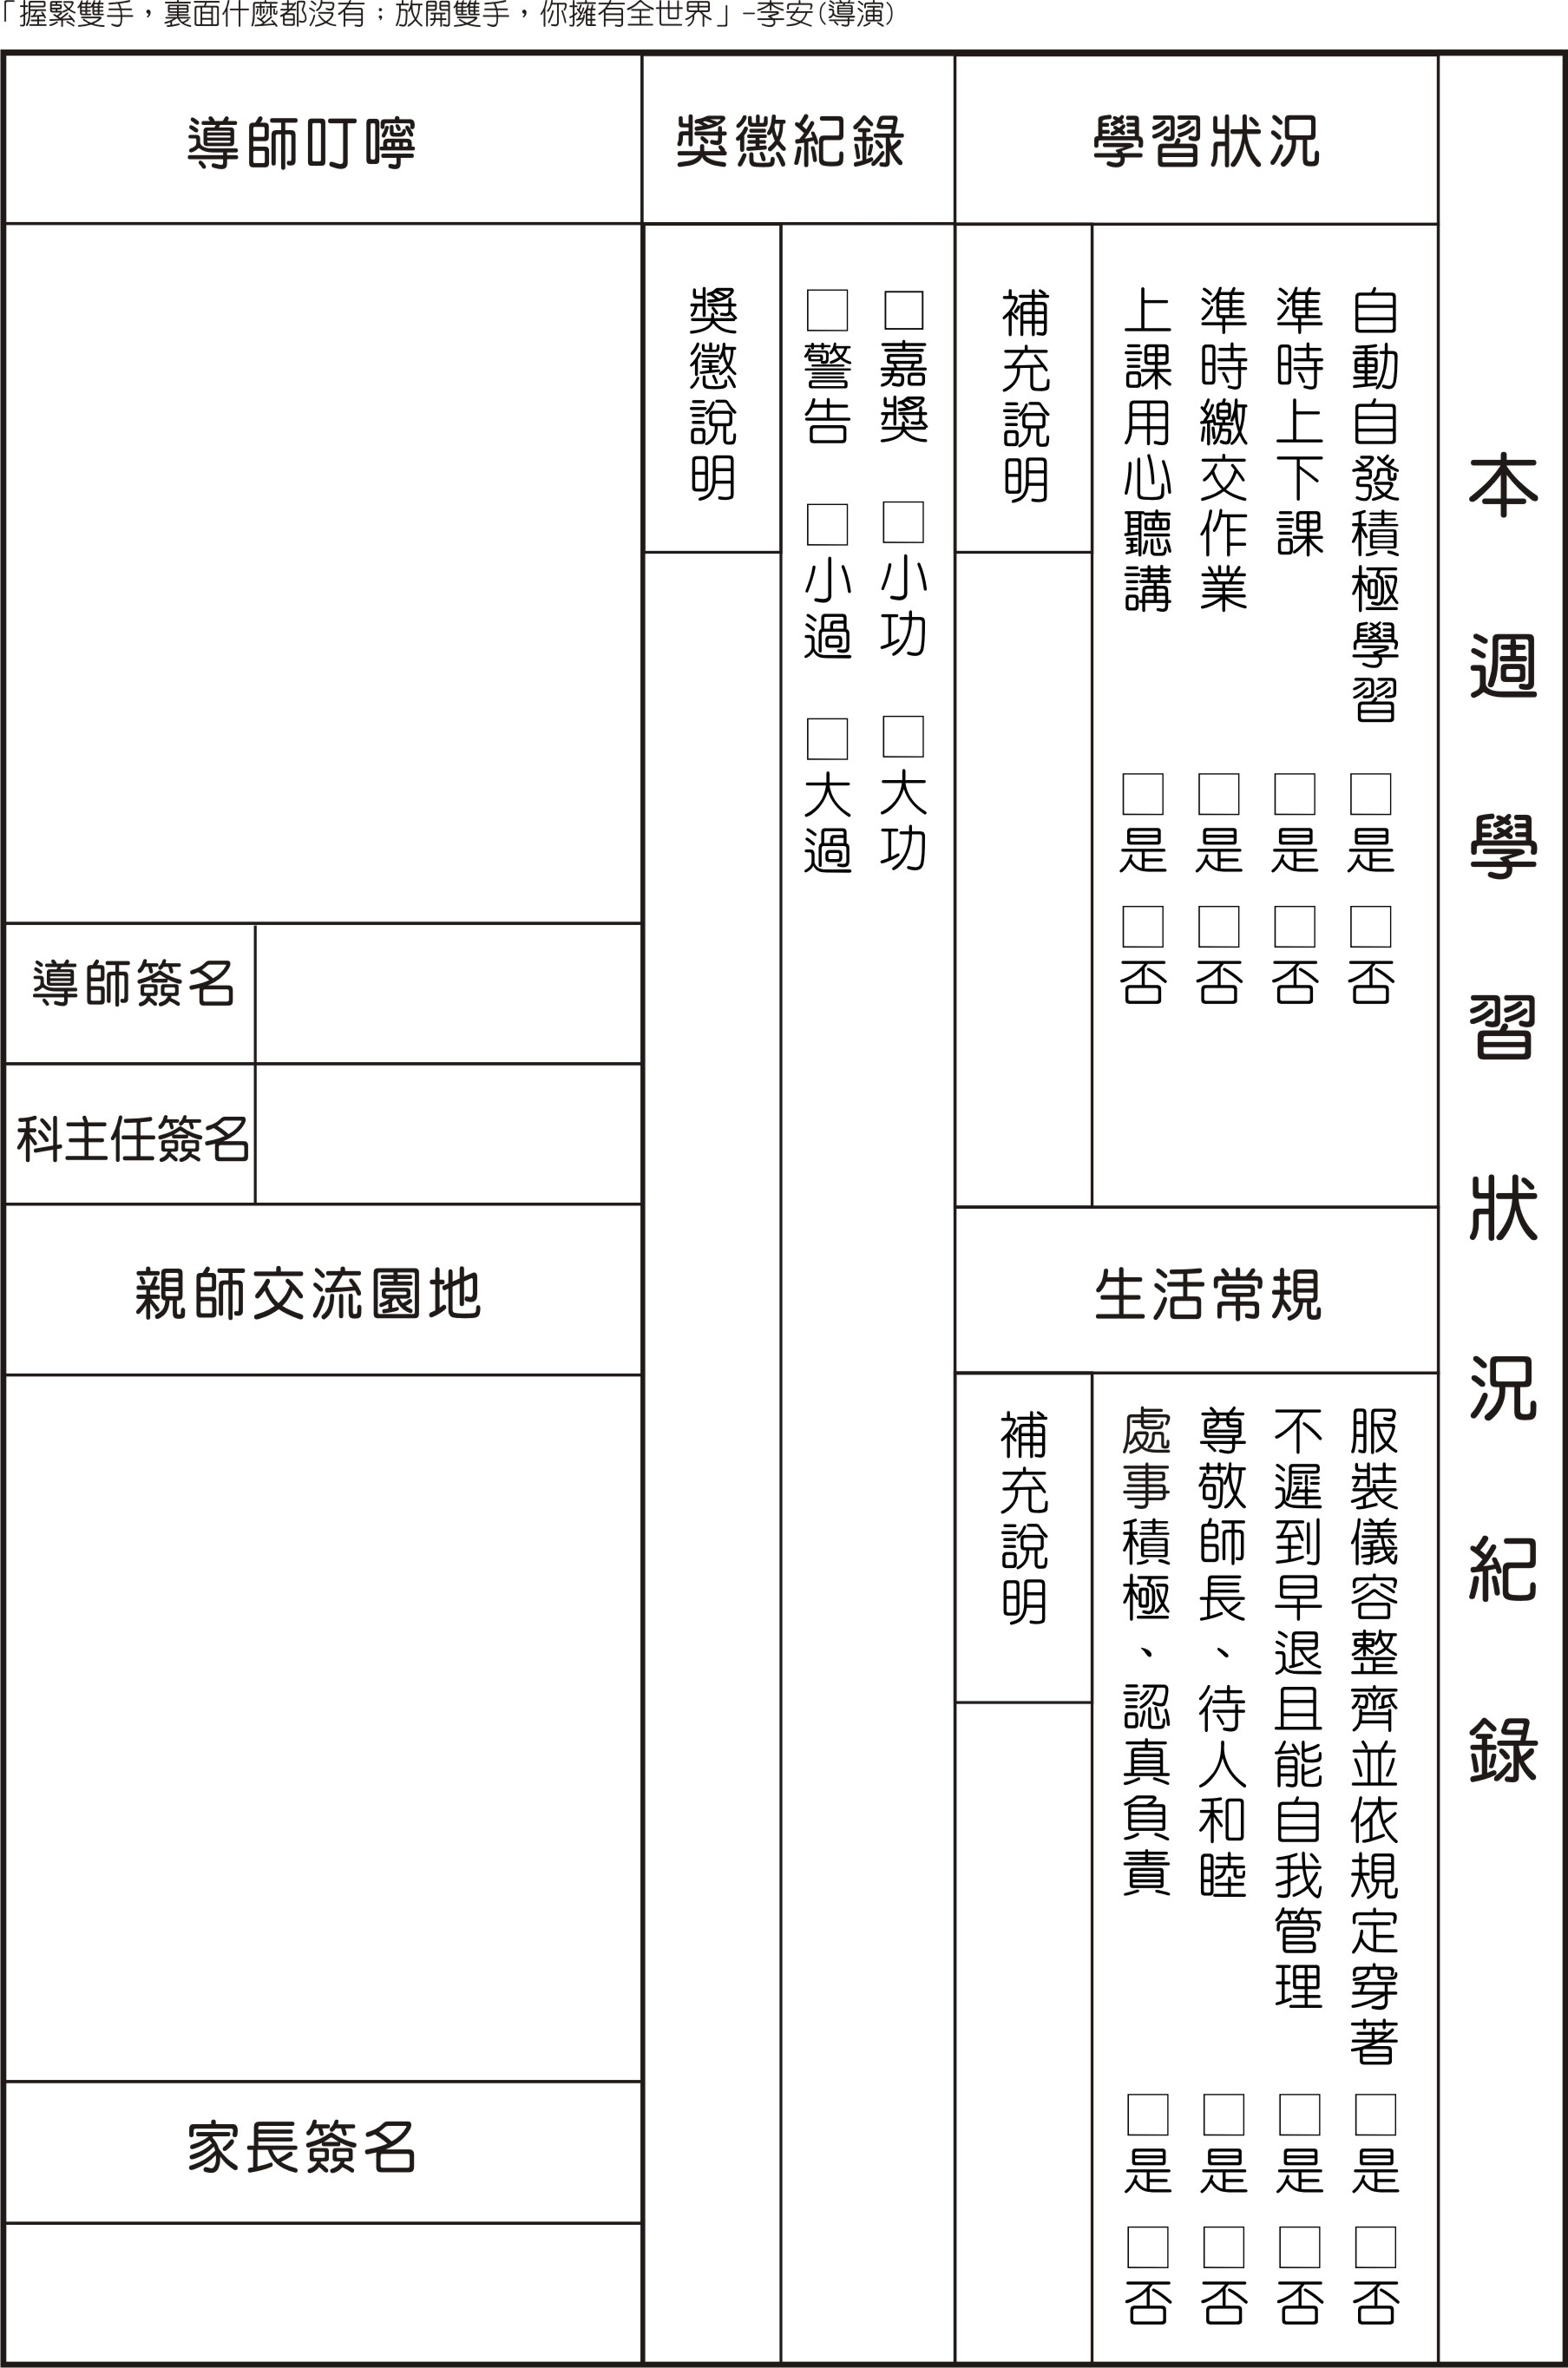 「握緊雙手，裏面什麼都沒有；放開雙手，你擁有全世界」-李安(導演)
本週學習狀況紀錄
學習狀況
自動自發積極學習 □是 □否
準時上下課 □是 □否
準時繳交作業 □是 □否
上課用心聽講 □是 □否
補充說明
生活常規
服裝儀容整齊並依規定穿著 □是 □否
不遲到早退且能自我管理 □是 □否
尊敬師長、待人和睦 □是 □否
處事積極、認真負責 □是 □否
補充說明
獎懲紀錄
□嘉獎 □小功 □大功
□警告 □小過 □大過
獎懲說明
導師叮嚀
導師簽名
科主任簽名
親師交流園地
家長簽名